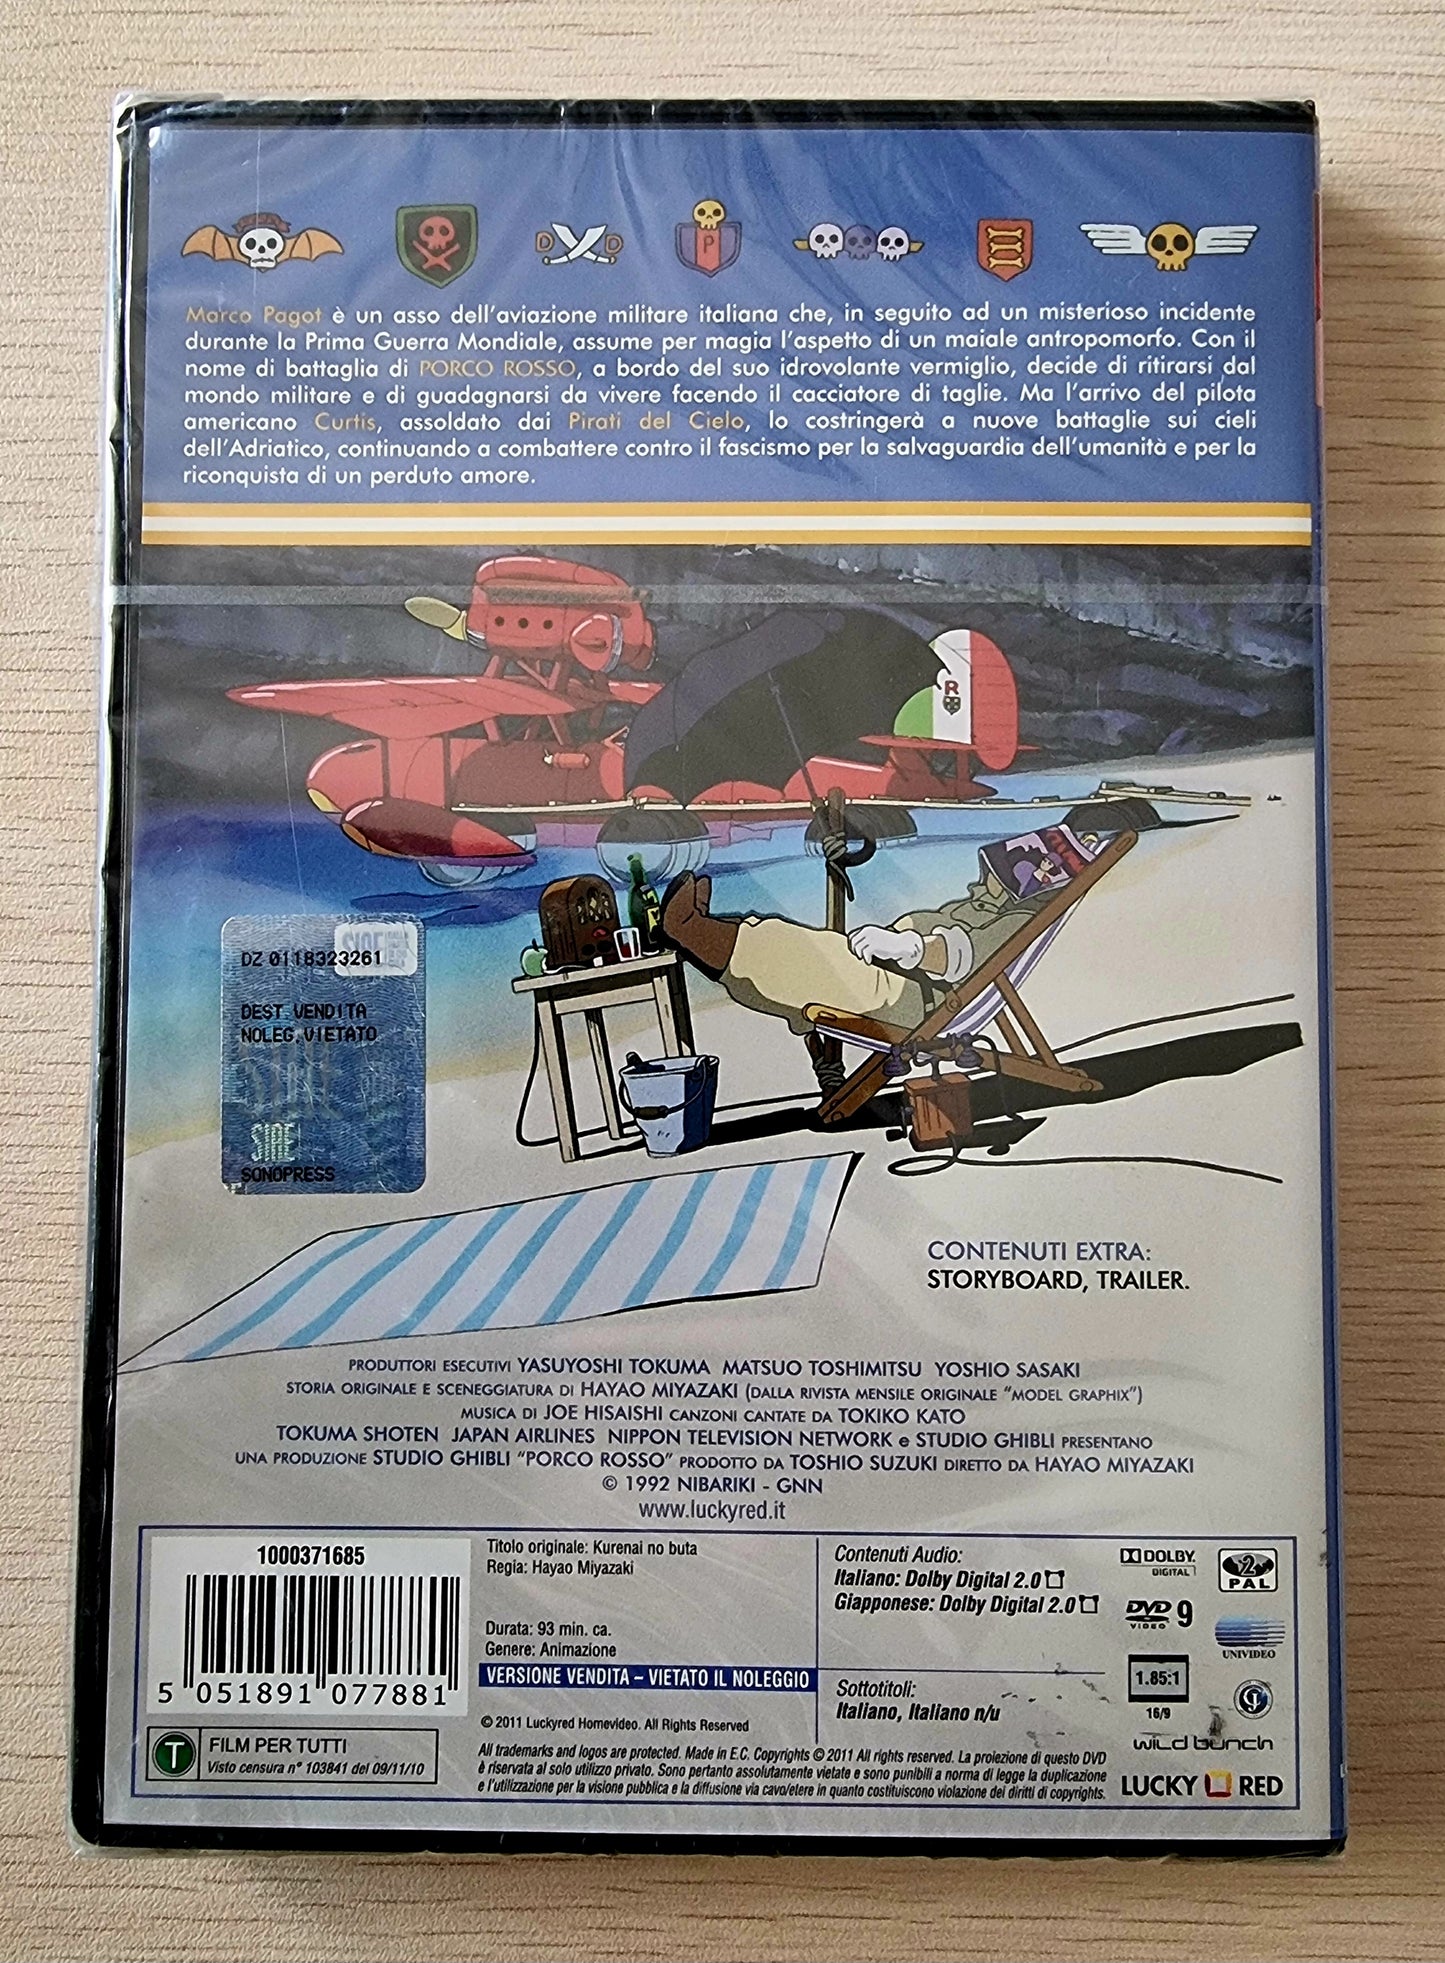 D D
P
Marco Pagot è un asso dell'aviazione militare italiana che, in seguito ad un misterioso incidente
durante la Prima Guerra Mondiale, assume per magia l'aspetto di un maiale antropomorfo. Con il
nome di battaglia di PORCO ROSSO, a bordo del suo idrovolante vermiglio, decide di ritirarsi dal
mondo militare e di guadagnarsi da vivere facendo il cacciatore di taglie. Ma l'arrivo del pilota
americano Curtis, assoldato dai Pirati del Cielo, lo costringerà a nuove battaglie sui cieli
dell'Adriatico, continuando a combattere contro il fascismo per la salvaguardia dell'umanità e per la
riconquista di un perduto amore.
R
SIAE
DZ 0118323261
DEST.VENDITA
NOLEG.VIETATO
SIAE
SONOPRESS
CONTENUTI EXTRA:
STORYBOARD, TRAILER.
PRODUTTORI ESECUTIVI YASUYOSHI TOKUMA MATSUO TOSHIMITSU YOSHIO SASAKI
STORIA ORIGINALE E SCENEGGIATURA DI HAYAO MIYAZAKI (DALLA RIVISTA MENSILE ORIGINALE "MODEL GRAPHIX")
MUSICA DI JOE HISAISHI CANZONI CANTATE DA TOKIKO KATO
TOKUMA SHOTEN JAPAN AIRLINES NIPPON TELEVISION NETWORK e STUDIO GHIBLI PRESENTANO
UNA PRODUZIONE STUDIO GHIBLI "PORCO ROSSO" PRODOTTO DA TOSHIO SUZUKI DIRETTO DA HAYAO MIYAZAKI
© 1992 NIBARIKI - GNN
www.luckyred.it
1000371685
5 051891 077881
T FILM PER TUTTI
Visto censura n° 103841 del 09/11/10
Titolo originale: Kurenai no buta
Regia: Hayao Miyazaki
Durata: 93 min. ca.
Genere: Animazione
VERSIONE VENDITA – VIETATO IL NOLEGGIO
© 2011 Luckyred Homevideo. All Rights Reserved
All trademarks and logos are protected. Made in E.C. Copyrights © 2011 All rights reserved. La proiezione di questo DVD
è riservata al solo utilizzo privato. Sono pertanto assolutamente vietate e sono punibili a norma di legge la duplicazione
e l'utilizzazione per la visione pubblica e la diffusione via cavo/etere in quanto costituiscono violazione dei diritti di copyrights.
Contenuti Audio:
Italiano: Dolby Digital 2.0
Giapponese: Dolby Digital 2.0
Sottotitoli:
Italiano, Italiano n/u
DOLBY
DIGITAL
2
PAL
DVD 9
VIDEO
UNIVIDEO
1.85:1
16/9
wild bunch
LUCKY RED